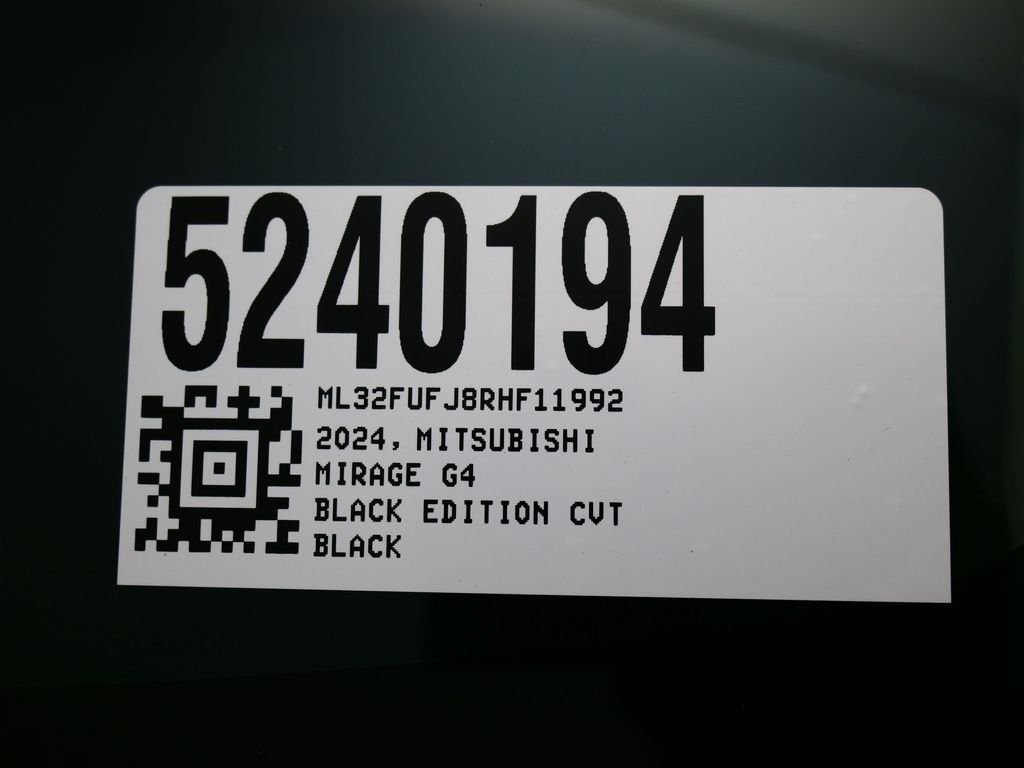 5240194
ML32FUFJ8RHF11992
2024, MITSUBISHI
MIRAGE G4
BLACK EDITION CVT
BLACK